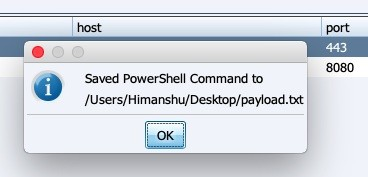 host port
443
8080
Saved PowerShell Command to
/Users/Himanshu/Desktop/payload.txt
OK